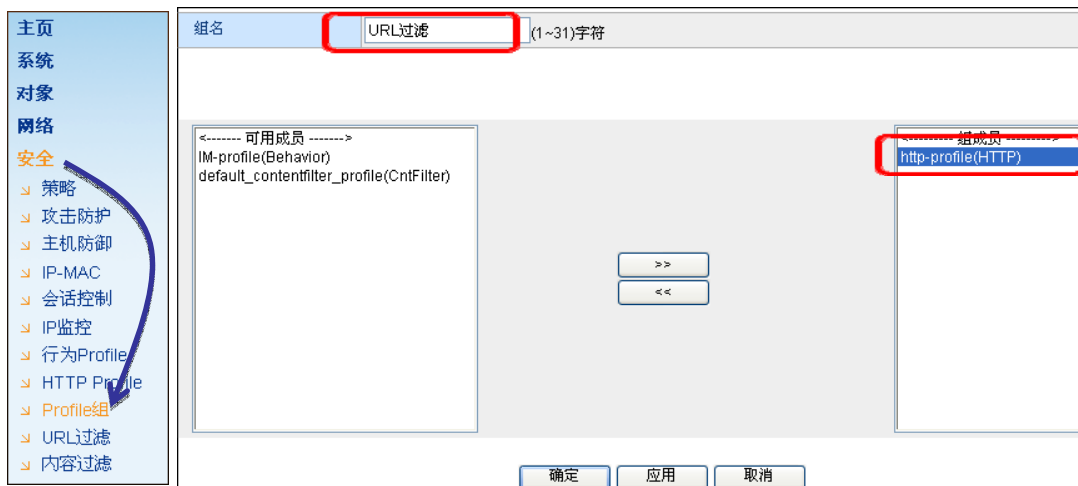 主页
系统
对象
网络
安全
策略
攻击防护
主机防御
IP-MAC
会话控制
IP监控
行为Profile
HTTP Profile
Profile组
URL过滤
内容过滤
组名 URL过滤 (1~31)字符
<------- 可用成员 ------->
IM-profile(Behavior)
default_contentfilter_profile(CntFilter)
>>
<<
<--------- 组成员 --------->
http-profile(HTTP)
确定 应用 取消